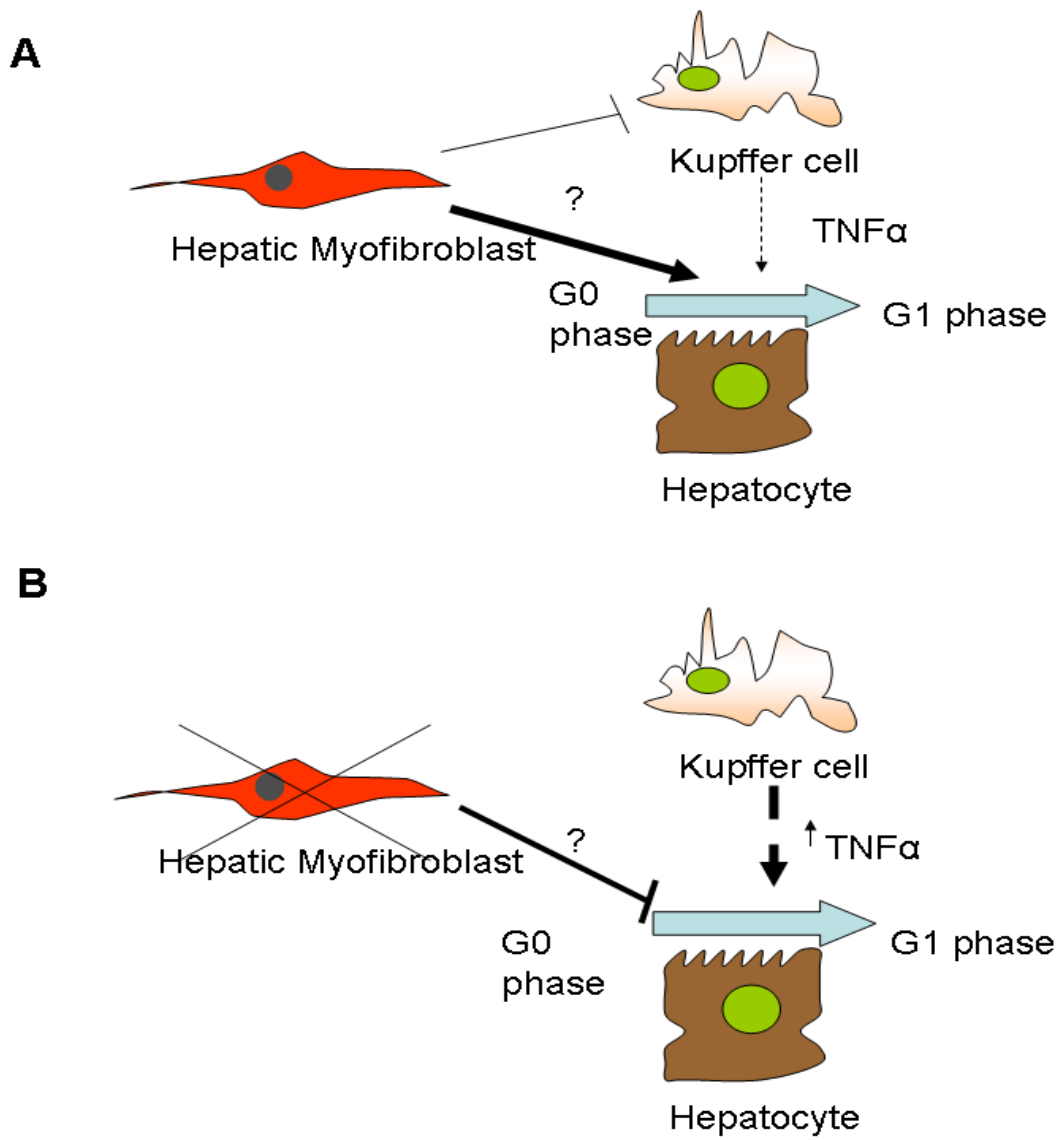 A
Kupffer cell
?
TNFα
Hepatic Myofibroblast
G0
phase
G1 phase
Hepatocyte
B
Kupffer cell
?
↑ TNFα
Hepatic Myofibroblast
G0
phase
G1 phase
Hepatocyte